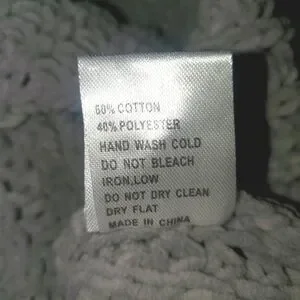 60% COTTON
40% POLYESTER
HAND WASH COLD
DO NOT BLEACH
IRON,LOW
DO NOT DRY CLEAN
DRY FLAT
MADE IN CHINA